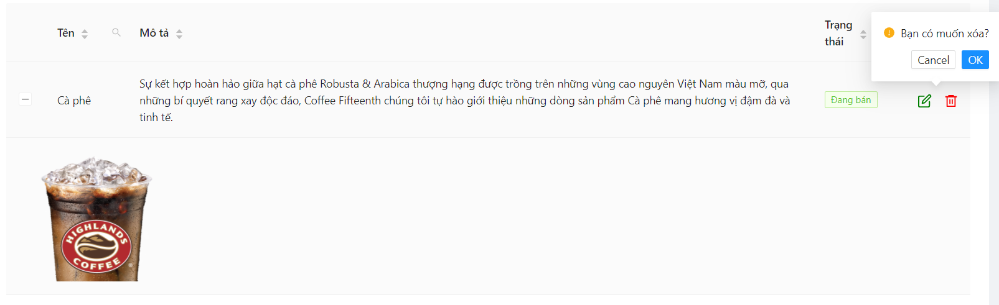 Tên
Mô tả
Trạng
thái
Bạn có muốn xóa?
Cancel
OK
Cà phê
Sự kết hợp hoàn hảo giữa hạt cà phê Robusta & Arabica thượng hạng được trồng trên những vùng cao nguyên Việt Nam màu mỡ, qua
những bí quyết rang xay độc đáo, Coffee Fifteenth chúng tôi tự hào giới thiệu những dòng sản phẩm Cà phê mang hương vị đậm đà và
tinh tế.
Đang bán
HIGHLANDS
COFFEE
®